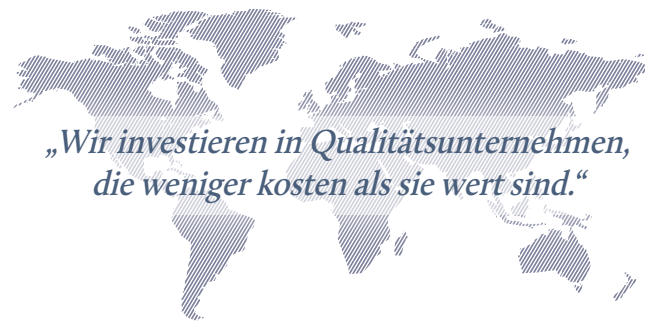 „Wir investieren in Qualitätsunternehmen,
die weniger kosten als sie wert sind.“